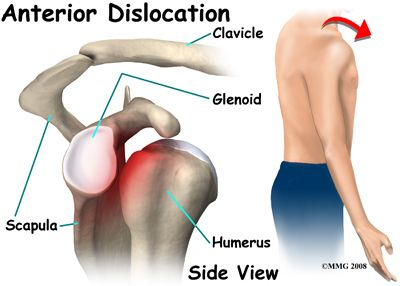 Anterior Dislocation
Clavicle
Glenoid
Scapula
Humerus
Side View
©MMG 2008